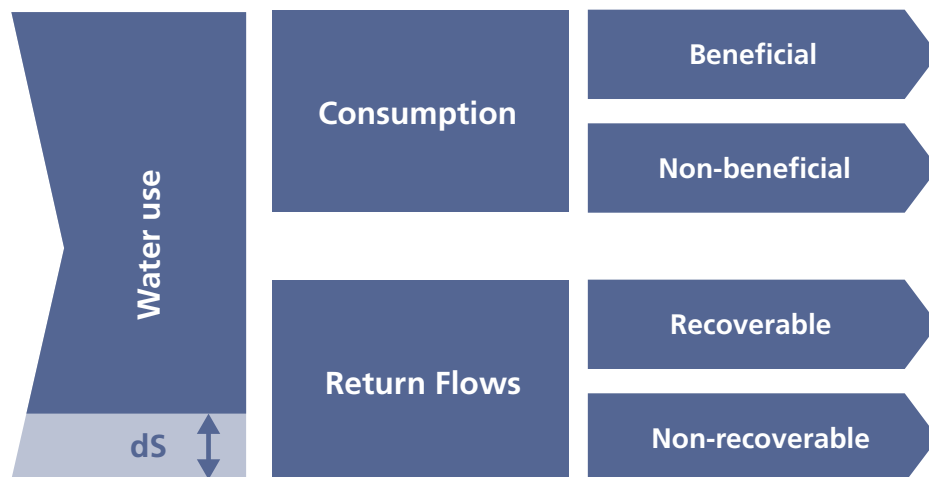 Water use
dS
Consumption
Beneficial
Non-beneficial
Return Flows
Recoverable
Non-recoverable